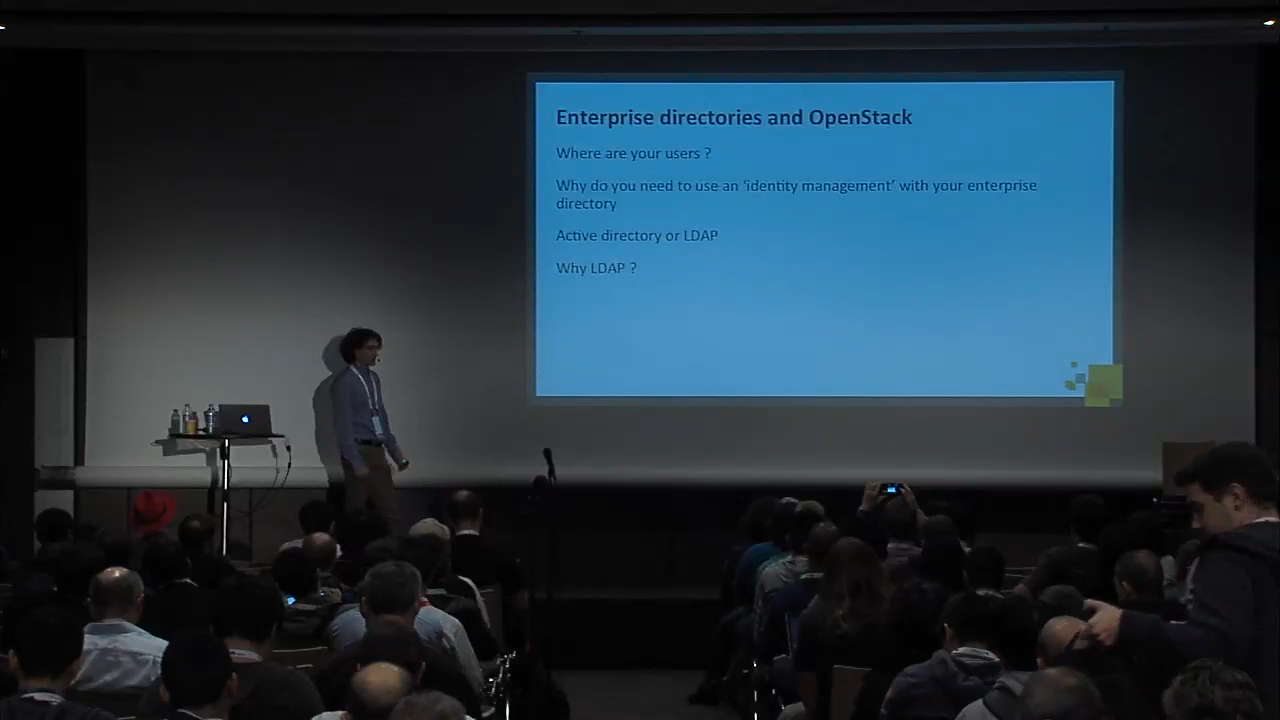 Enterprise directories and OpenStack
Where are your users ?
Why do you need to use an ‘identity management’ with your enterprise
directory
Active directory or LDAP
Why LDAP ?